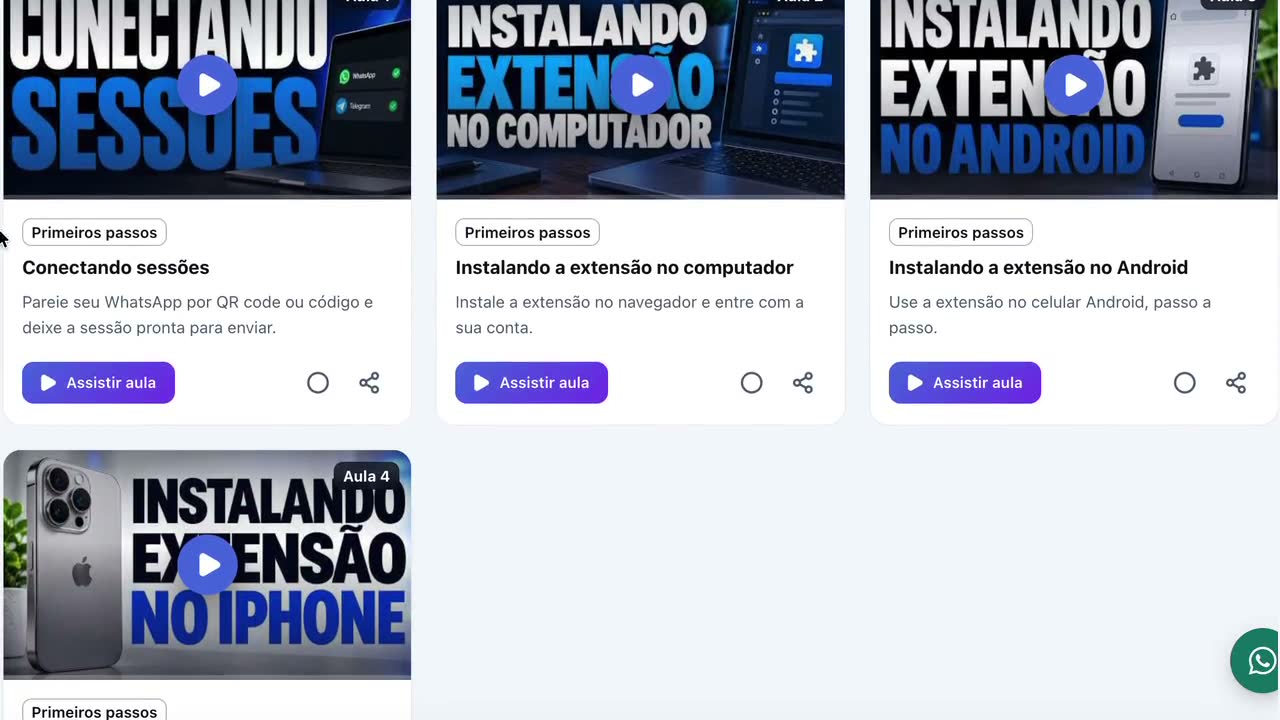 Aula 2
CONECTANDO
SESSÕES
WhatsApp
Telegram
INSTALANDO
EXTENSÃO
NO COMPUTADOR
INSTALANDO
EXTENSÃO
NO ANDROID
Primeiros passos
Conectando sessões
Pareie seu WhatsApp por QR code ou código e
deixe a sessão pronta para enviar.
Assistir aula
Primeiros passos
Instalando a extensão no computador
Instale a extensão no navegador e entre com a
sua conta.
Assistir aula
Primeiros passos
Instalando a extensão no Android
Use a extensão no celular Android, passo a
passo.
Assistir aula
Aula 4
INSTALANDO
EXTENSÃO
NO IPHONE
Primeiros passos